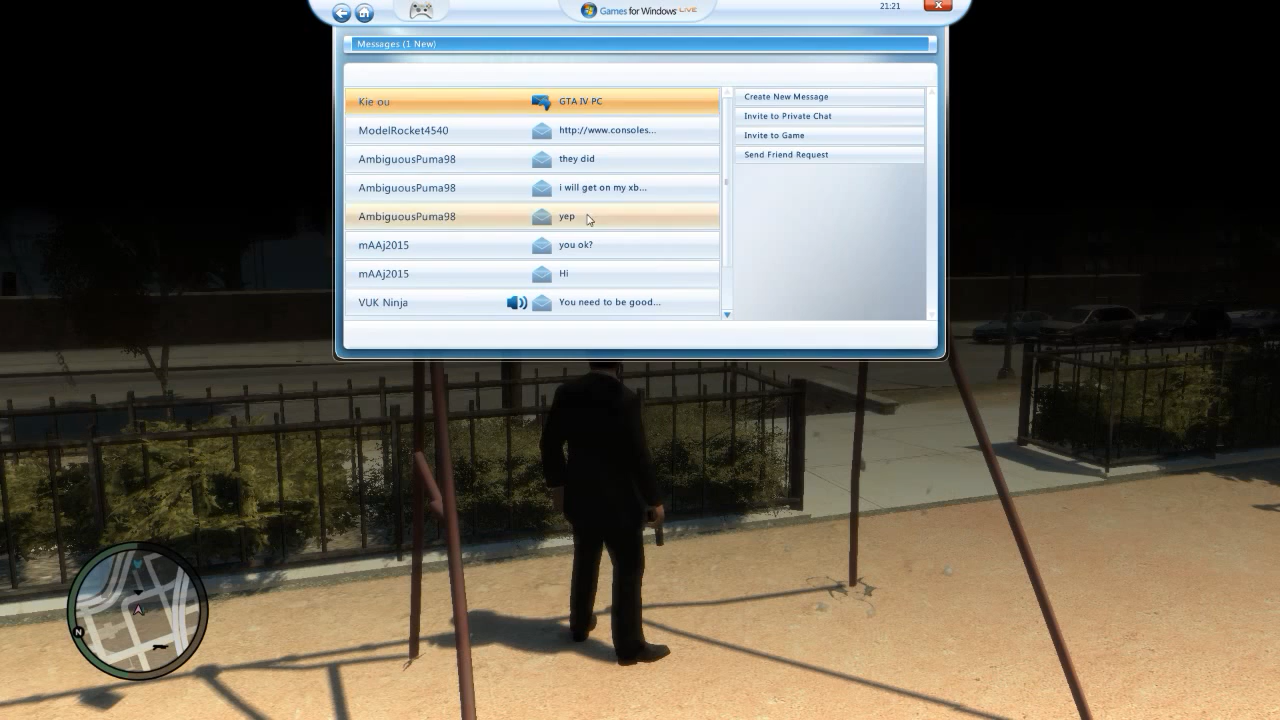 Games for Windows LIVE
21:21
Messages (1 New)
Kie ou GTA IV PC
ModelRocket4540 http://www.consoles...
AmbiguousPuma98 they did
AmbiguousPuma98 i will get on my xb...
AmbiguousPuma98 yep
mAAj2015 you ok?
mAAj2015 Hi
VUK Ninja You need to be good...
Create New Message
Invite to Private Chat
Invite to Game
Send Friend Request
N